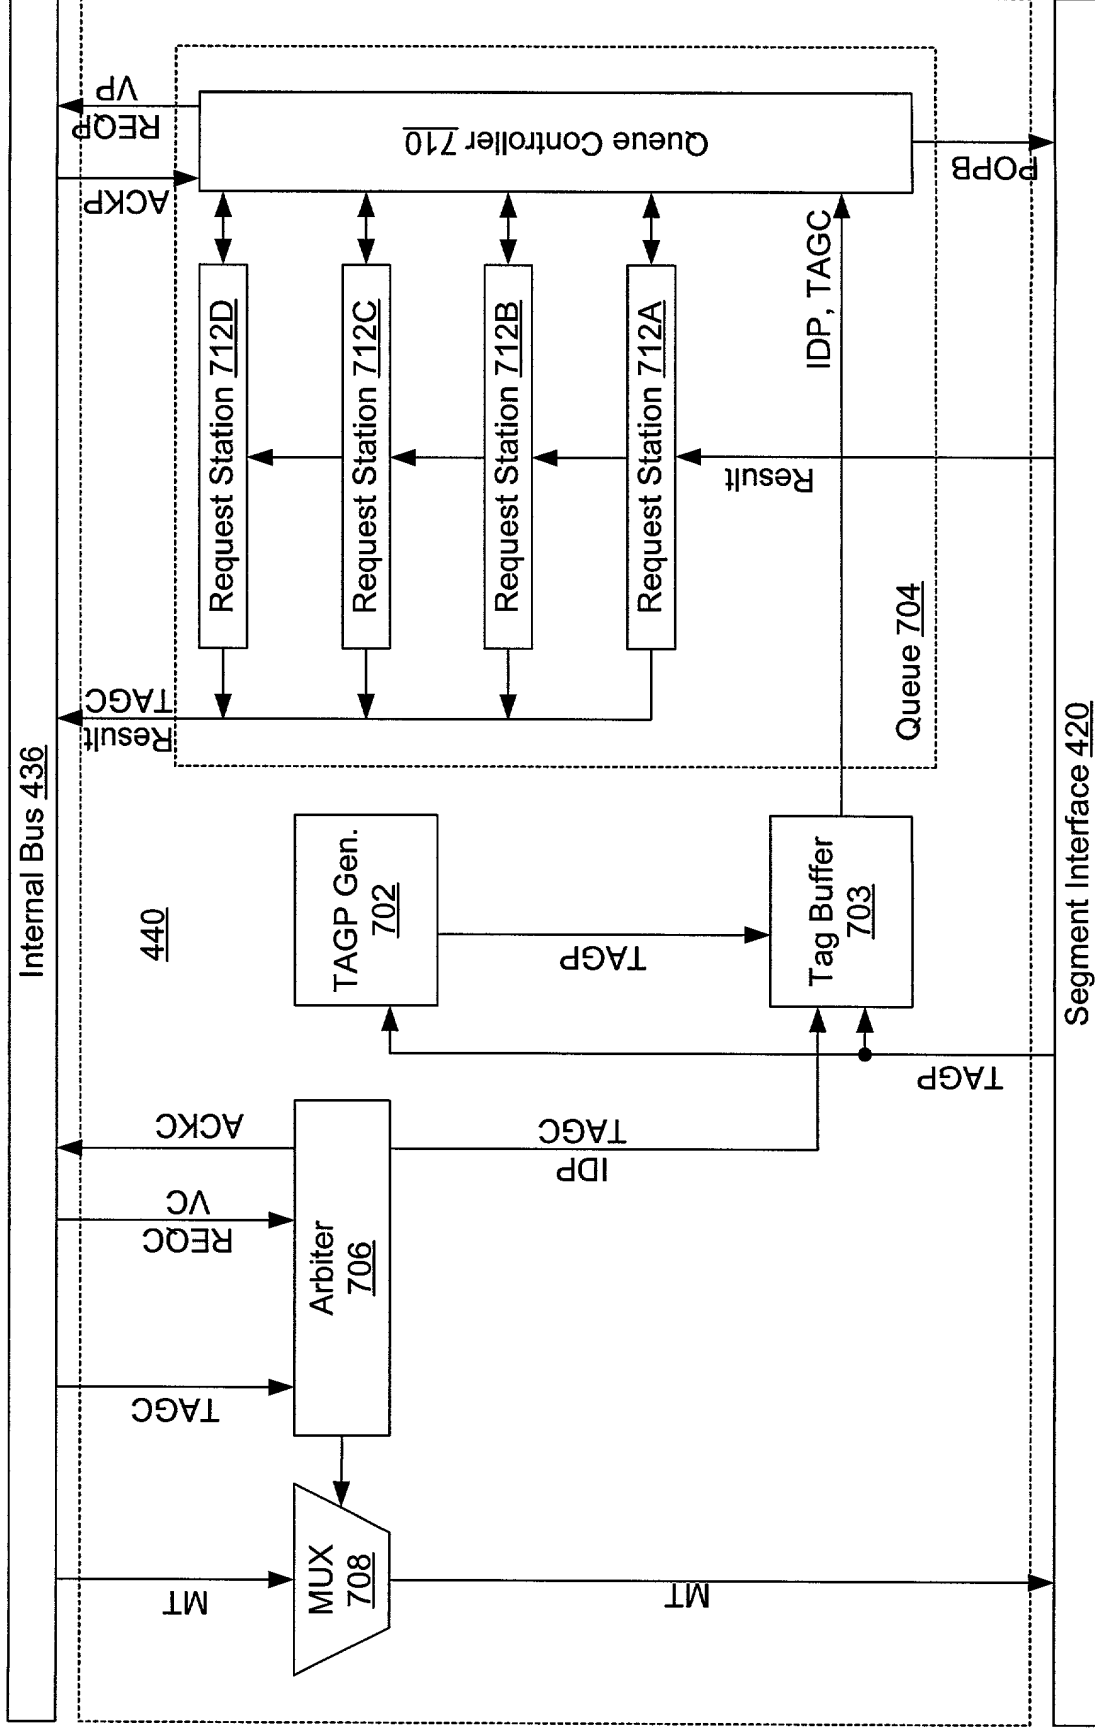 Internal Bus 436
440
MT
TAGC
REQC
VC
ACKC
Result
TAGC
ACKP
REQP
VP
MUX
708
Arbiter
706
TAGP Gen.
702
Request Station 712D
Request Station 712C
Request Station 712B
Request Station 712A
Queue Controller 710
IDP
TAGC
TAGP
Tag Buffer
703
IDP, TAGC
Result
Queue 704
MT
TAGP
POPB
Segment Interface 420